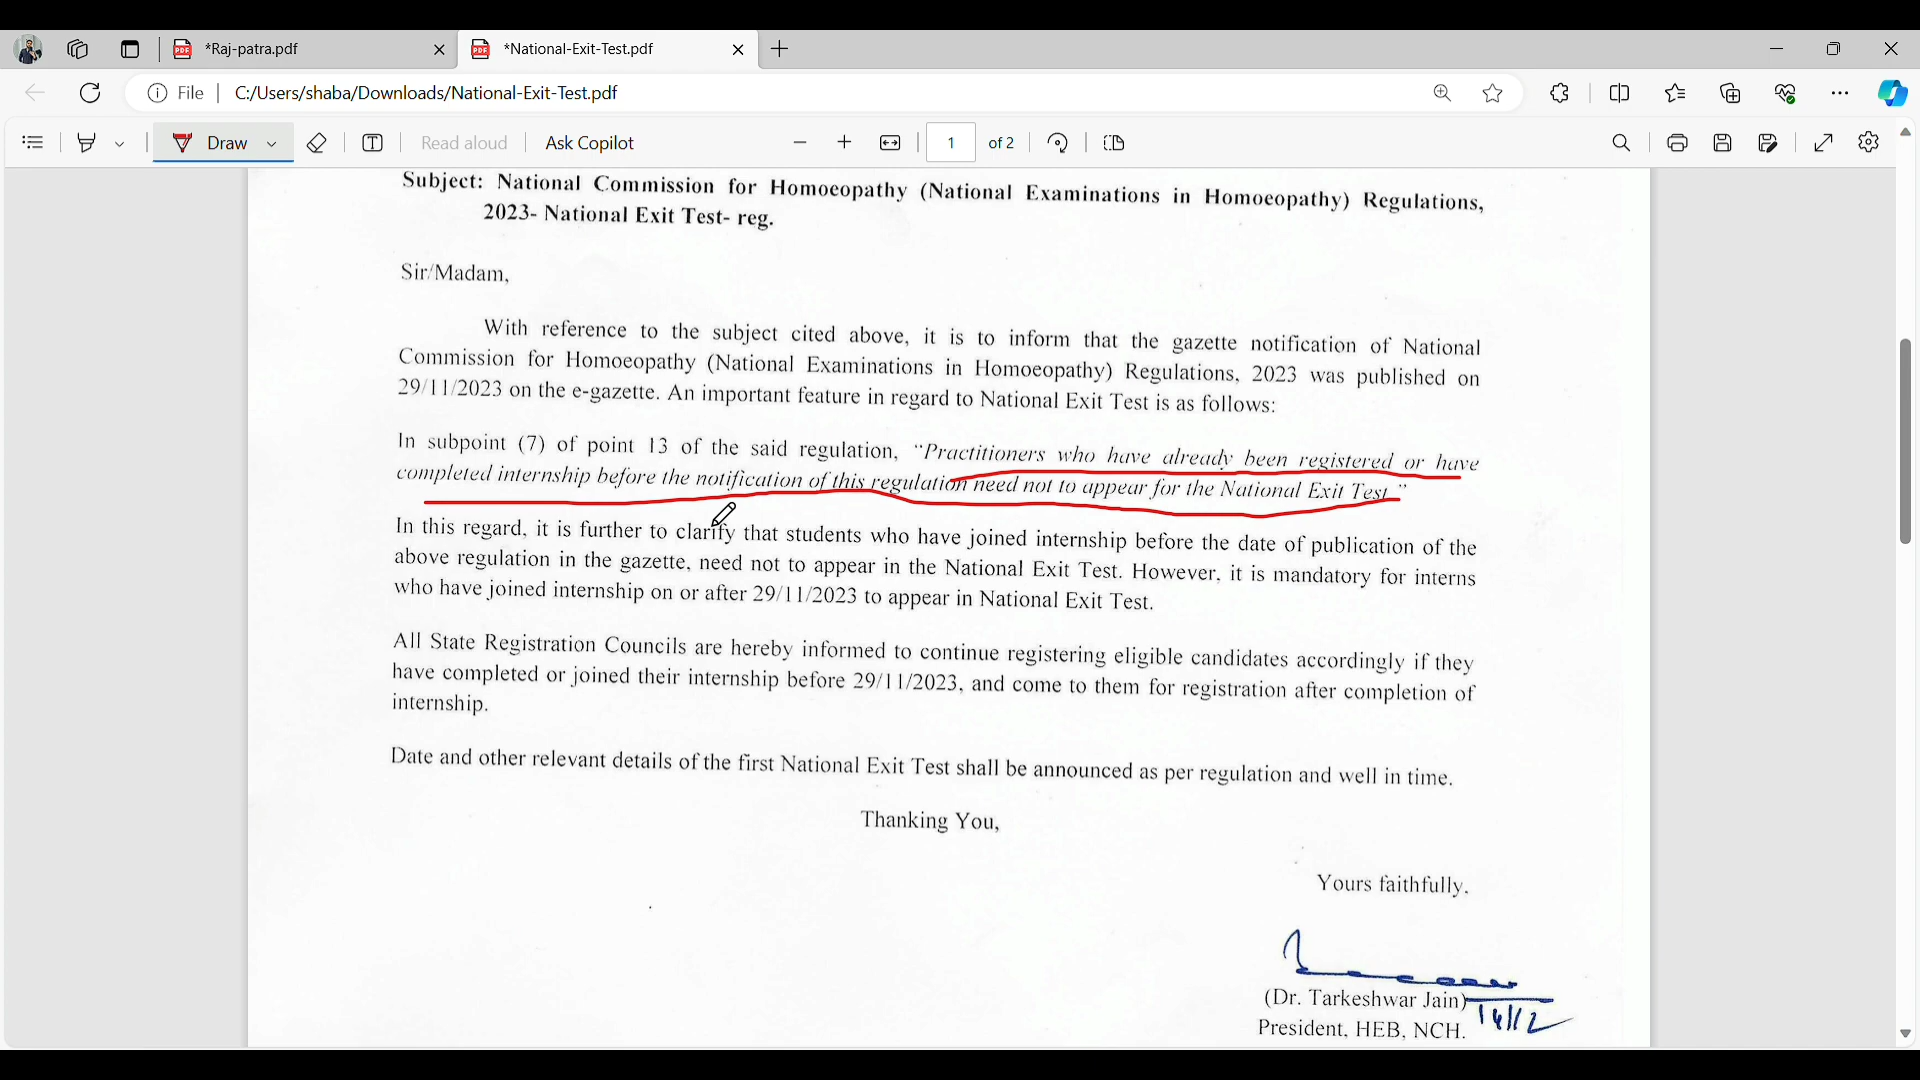 *Raj-patra.pdf
*National-Exit-Test.pdf
File
C:/Users/shaba/Downloads/National-Exit-Test.pdf
Draw
Read aloud
Ask Copilot
1 of 2
Subject: National Commission for Homoeopathy (National Examinations in Homoeopathy) Regulations,
2023- National Exit Test- reg.
Sir/Madam,
With reference to the subject cited above, it is to inform that the gazette notification of National
Commission for Homoeopathy (National Examinations in Homoeopathy) Regulations, 2023 was published on
29/11/2023 on the e-gazette. An important feature in regard to National Exit Test is as follows:
In subpoint (7) of point 13 of the said regulation, "Practitioners who have already been registered or have
completed internship before the notification of this regulation need not to appear for the National Exit Test."
In this regard, it is further to clarify that students who have joined internship before the date of publication of the
above regulation in the gazette, need not to appear in the National Exit Test. However, it is mandatory for interns
who have joined internship on or after 29/11/2023 to appear in National Exit Test.
All State Registration Councils are hereby informed to continue registering eligible candidates accordingly if they
have completed or joined their internship before 29/11/2023, and come to them for registration after completion of
internship.
Date and other relevant details of the first National Exit Test shall be announced as per regulation and well in time.
Thanking You,
Yours faithfully,
(Dr. Tarkeshwar Jain)
14/12
President, HEB, NCH.